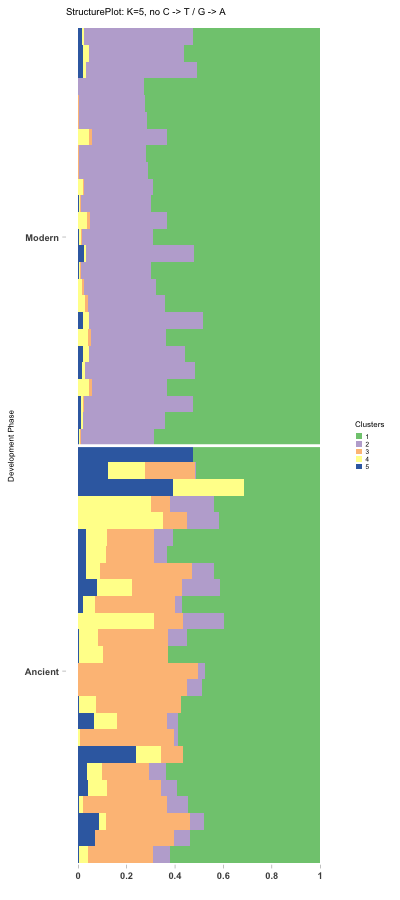 StructurePlot: K=5, no C -> T / G -> A
Modern
Development Phase
Clusters
1
2
3
4
5
Ancient
0
0.2
0.4
0.6
0.8
1